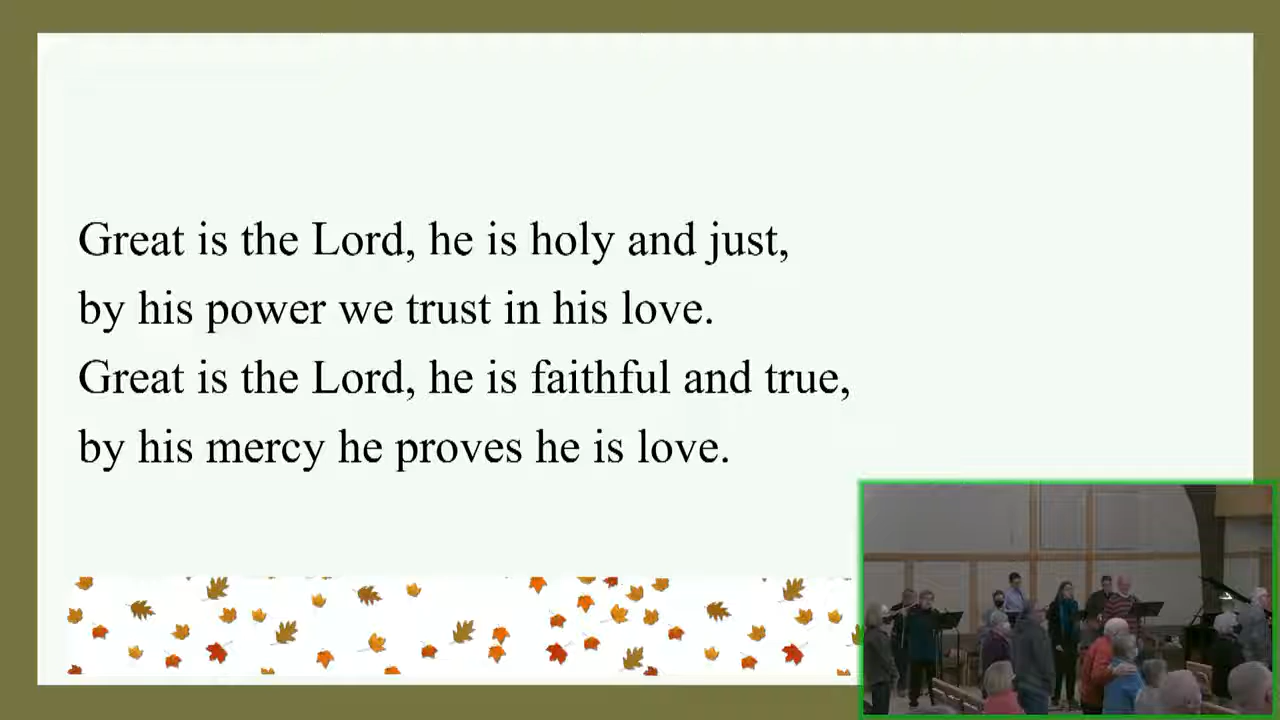 Great is the Lord, he is holy and just,
by his power we trust in his love.
Great is the Lord, he is faithful and true,
by his mercy he proves he is love.